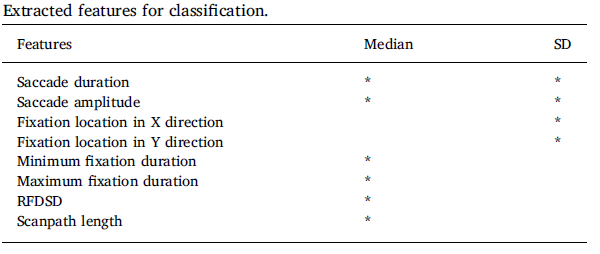 Extracted features for classification.
Features Median SD
Saccade duration * *
Saccade amplitude * *
Fixation location in X direction *
Fixation location in Y direction *
Minimum fixation duration *
Maximum fixation duration *
RFDSD *
Scanpath length *